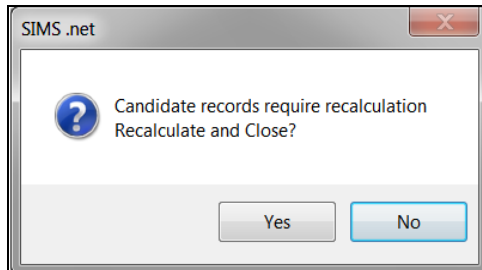 SIMS .net
Candidate records require recalculation
Recalculate and Close?
Yes
No